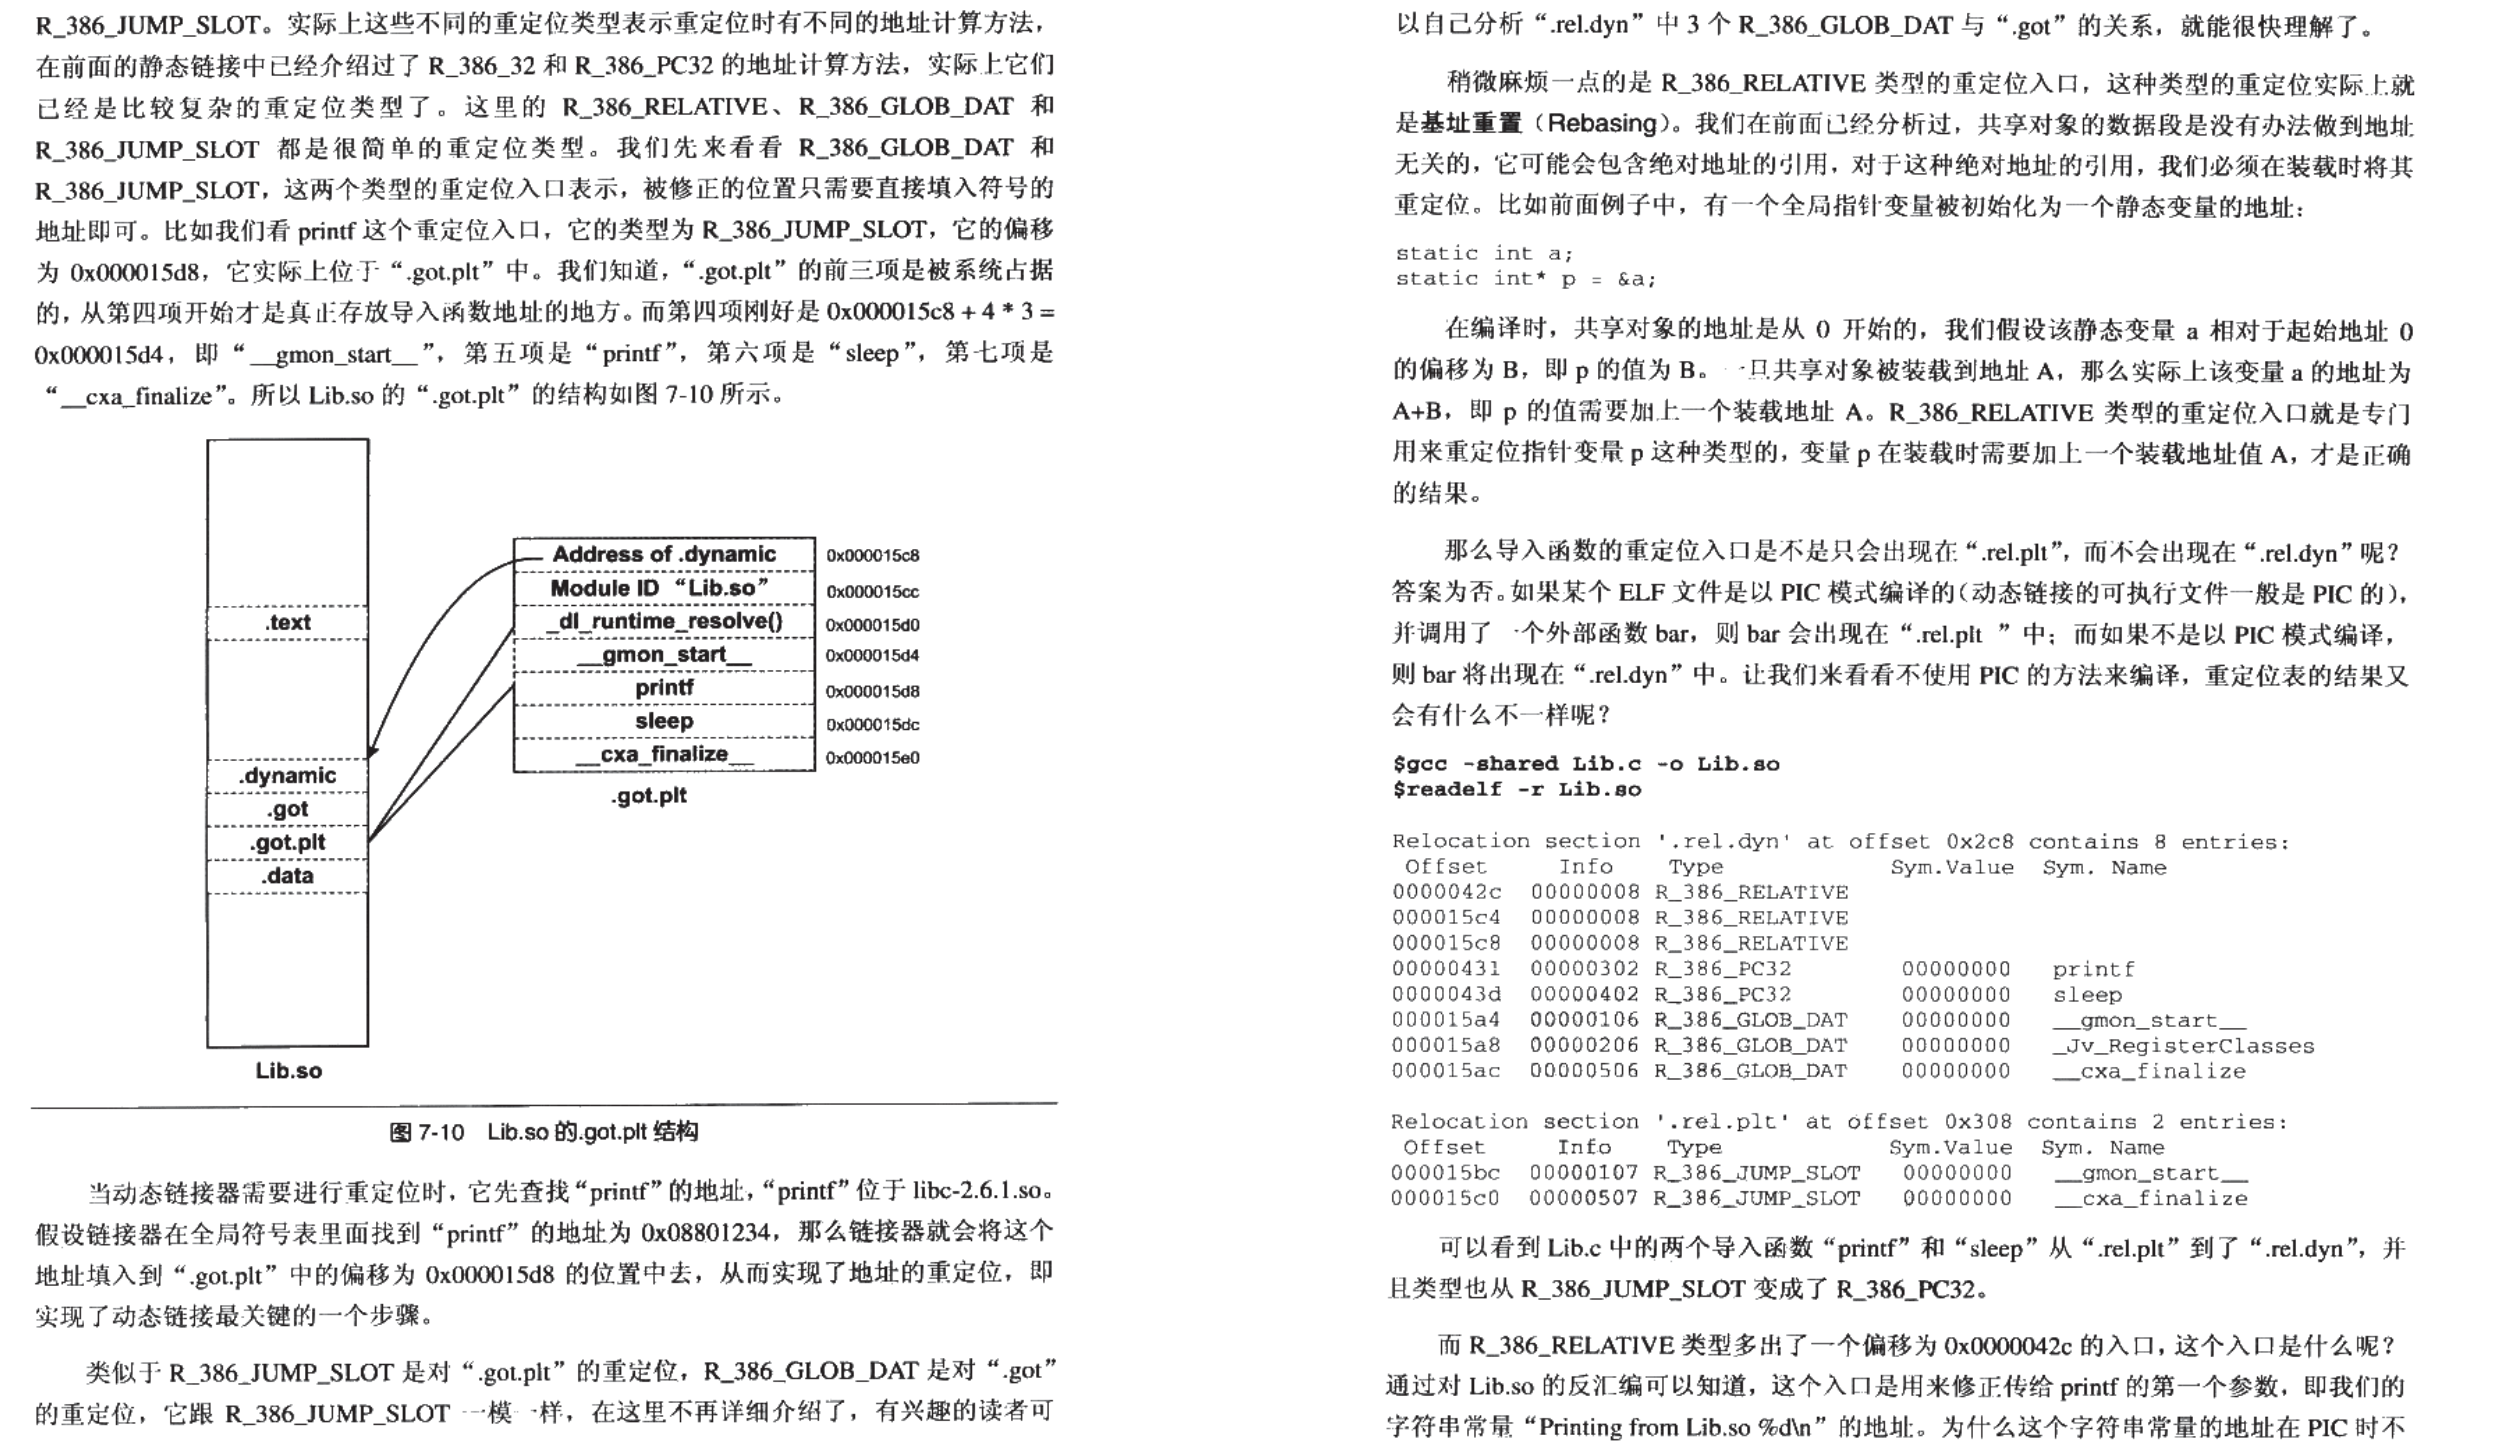 R_386_JUMP_SLOT。实际上这些不同的重定位类型表示重定位时有不同的地址计算方法，
在前面的静态链接中已经介绍过了 R_386_32 和 R_386_PC32 的地址计算方法，实际上它们
已经是比较复杂的重定位类型了。这里的 R_386_RELATIVE、R_386_GLOB_DAT 和
R_386_JUMP_SLOT 都是很简单的重定位类型。我们先来看看 R_386_GLOB_DAT 和
R_386_JUMP_SLOT，这两个类型的重定位入口表示，被修正的位置只需要直接填入符号的
地址即可。比如我们看 printf 这个重定位入口，它的类型为 R_386_JUMP_SLOT，它的偏移
为 0x000015d8，它实际上位于“.got.plt”中。我们知道，“.got.plt”的前三项是被系统占据
的，从第四项开始才是真正存放导入函数地址的地方。而第四项刚好是 0x000015c8 + 4 * 3 =
0x000015d4，即“__gmon_start__”，第五项是“printf”，第六项是“sleep”，第七项是
“__cxa_finalize”。所以 Lib.so 的“.got.plt”的结构如图 7-10 所示。
.text
.dynamic
.got
.got.plt
.data
Lib.so
Address of .dynamic 0x000015c8
Module ID “Lib.so” 0x000015cc
_dl_runtime_resolve() 0x000015d0
__gmon_start__ 0x000015d4
printf 0x000015d8
sleep 0x000015dc
__cxa_finalize__ 0x000015e0
.got.plt
图 7-10 Lib.so 的.got.plt 结构
当动态链接器需要进行重定位时，它先查找“printf”的地址，“printf”位于 libc-2.6.1.so。
假设链接器在全局符号表里面找到“printf”的地址为 0x08801234，那么链接器就会将这个
地址填入到“.got.plt”中的偏移为 0x000015d8 的位置中去，从而实现了地址的重定位，即
实现了动态链接最关键的一个步骤。
类似于 R_386_JUMP_SLOT 是对“.got.plt”的重定位，R_386_GLOB_DAT 是对“.got”
的重定位，它跟 R_386_JUMP_SLOT 一模一样，在这里不再详细介绍了，有兴趣的读者可
以自己分析“.rel.dyn”中 3 个 R_386_GLOB_DAT 与“.got”的关系，就能很快理解了。
稍微麻烦一点的是 R_386_RELATIVE 类型的重定位入口，这种类型的重定位实际上就
是基址重置（Rebasing）。我们在前面已经分析过，共享对象的数据段是没有办法做到地址
无关的，它可能会包含绝对地址的引用，对于这种绝对地址的引用，我们必须在装载时将其
重定位。比如前面例子中，有一个全局指针变量被初始化为一个静态变量的地址：
static int a;
static int* p = &a;
在编译时，共享对象的地址是从 0 开始的，我们假设该静态变量 a 相对于起始地址 0
的偏移为 B，即 p 的值为 B。一旦共享对象被装载到地址 A，那么实际上该变量 a 的地址为
A+B，即 p 的值需要加上一个装载地址 A。R_386_RELATIVE 类型的重定位入口就是专门
用来重定位指针变量 p 这种类型的，变量 p 在装载时需要加上一个装载地址值 A，才是正确
的结果。
那么导入函数的重定位入口是不是只会出现在“.rel.plt”，而不会出现在“.rel.dyn”呢？
答案为否。如果某个 ELF 文件是以 PIC 模式编译的（动态链接的可执行文件一般是 PIC 的），
并调用了一个外部函数 bar，则 bar 会出现在“.rel.plt ”中；而如果不是以 PIC 模式编译，
则 bar 将出现在“.rel.dyn”中。让我们来看看不使用 PIC 的方法来编译，重定位表的结果又
会有什么不一样呢？
$gcc -shared Lib.c -o Lib.so
$readelf -r Lib.so
Relocation section '.rel.dyn' at offset 0x2c8 contains 8 entries:
Offset Info Type Sym.Value Sym. Name
0000042c 00000008 R_386_RELATIVE
000015c4 00000008 R_386_RELATIVE
000015c8 00000008 R_386_RELATIVE
00000431 00000302 R_386_PC32 00000000 printf
0000043d 00000402 R_386_PC32 00000000 sleep
000015a4 00000106 R_386_GLOB_DAT 00000000 __gmon_start__
000015a8 00000206 R_386_GLOB_DAT 00000000 _Jv_RegisterClasses
000015ac 00000506 R_386_GLOB_DAT 00000000 __cxa_finalize
Relocation section '.rel.plt' at offset 0x308 contains 2 entries:
Offset Info Type Sym.Value Sym. Name
000015bc 00000107 R_386_JUMP_SLOT 00000000 __gmon_start__
000015c0 00000507 R_386_JUMP_SLOT 00000000 __cxa_finalize
可以看到 Lib.c 中的两个导入函数“printf”和“sleep”从“.rel.plt”到了“.rel.dyn”，并
且类型也从 R_386_JUMP_SLOT 变成了 R_386_PC32。
而 R_386_RELATIVE 类型多出了一个偏移为 0x0000042c 的入口，这个入口是什么呢？
通过对 Lib.so 的反汇编可以知道，这个入口是用来修正传给 printf 的第一个参数，即我们的
字符串常量“Printing from Lib.so %d\n”的地址。为什么这个字符串常量的地址在 PIC 时不